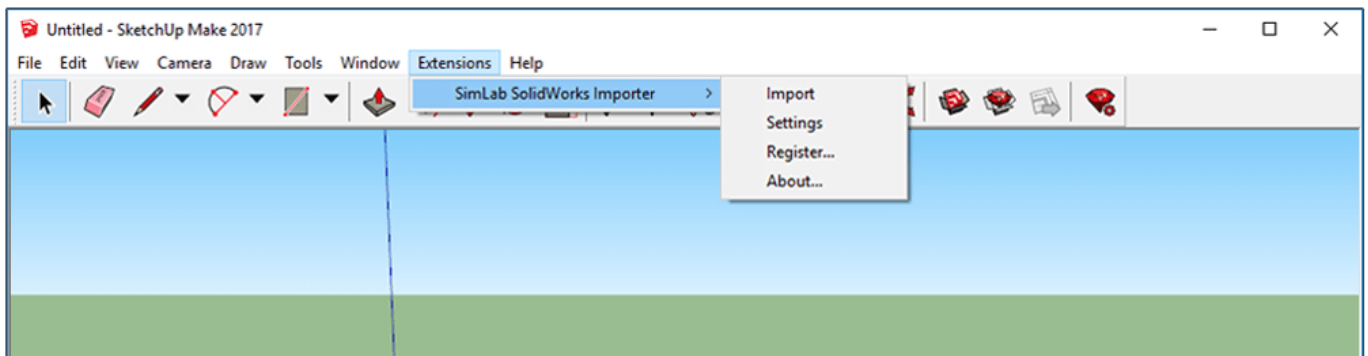 Untitled - SketchUp Make 2017
File Edit View Camera Draw Tools Window Extensions Help
SimLab SolidWorks Importer
Import
Settings
Register...
About...